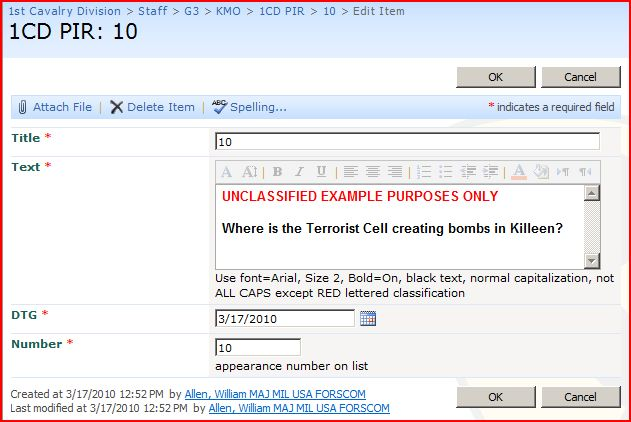 1st Cavalry Division > Staff > G3 > KMO > 1CD PIR > 10 > Edit Item
1CD PIR: 10
OK Cancel
Attach File | Delete Item | ABC Spelling... * indicates a required field
Title * 10
Text *
A A B I U A
UNCLASSIFIED EXAMPLE PURPOSES ONLY
Where is the Terrorist Cell creating bombs in Killeen?
Use font=Arial, Size 2, Bold=On, black text, normal capitalization, not
ALL CAPS except RED lettered classification
DTG * 3/17/2010
Number * 10
appearance number on list
Created at 3/17/2010 12:52 PM by Allen, William MAJ MIL USA FORSCOM
Last modified at 3/17/2010 12:52 PM by Allen, William MAJ MIL USA FORSCOM
OK Cancel